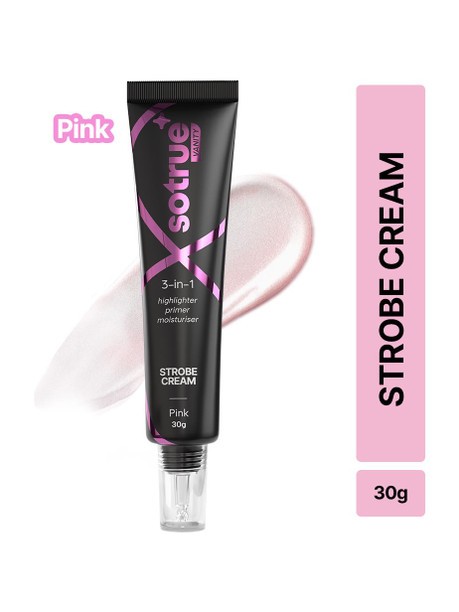 Pink
sotrue
VANITY
3-in-1
highlighter
primer
moisturiser
STROBE
CREAM
Pink
30g
STROBE CREAM
30g